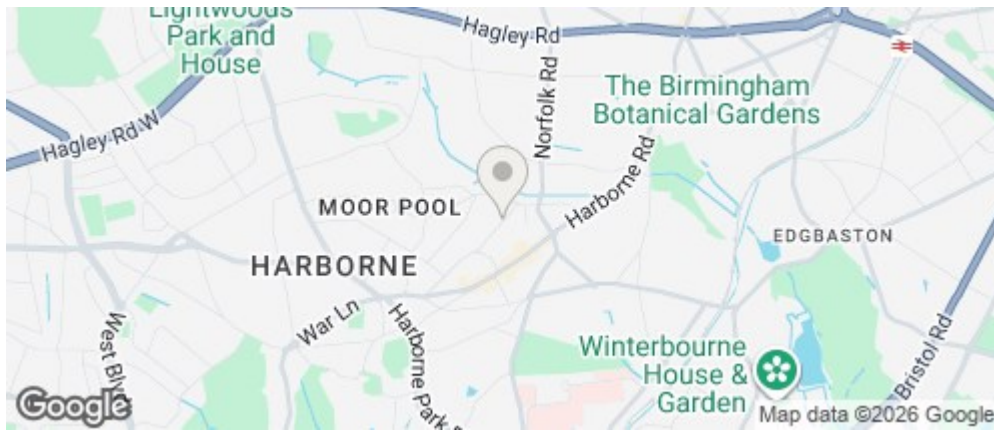 Lightwoods
Park and
House
Hagley Rd
Norfolk Rd
The Birmingham
Botanical Gardens
Hagley Rd W
Harborne Rd
MOOR POOL
EDGBASTON
HARBORNE
War Ln
West Blvd
Harborne Park
Bristol Rd
Winterbourne
House &
Garden
Google
Map data ©2026 Google